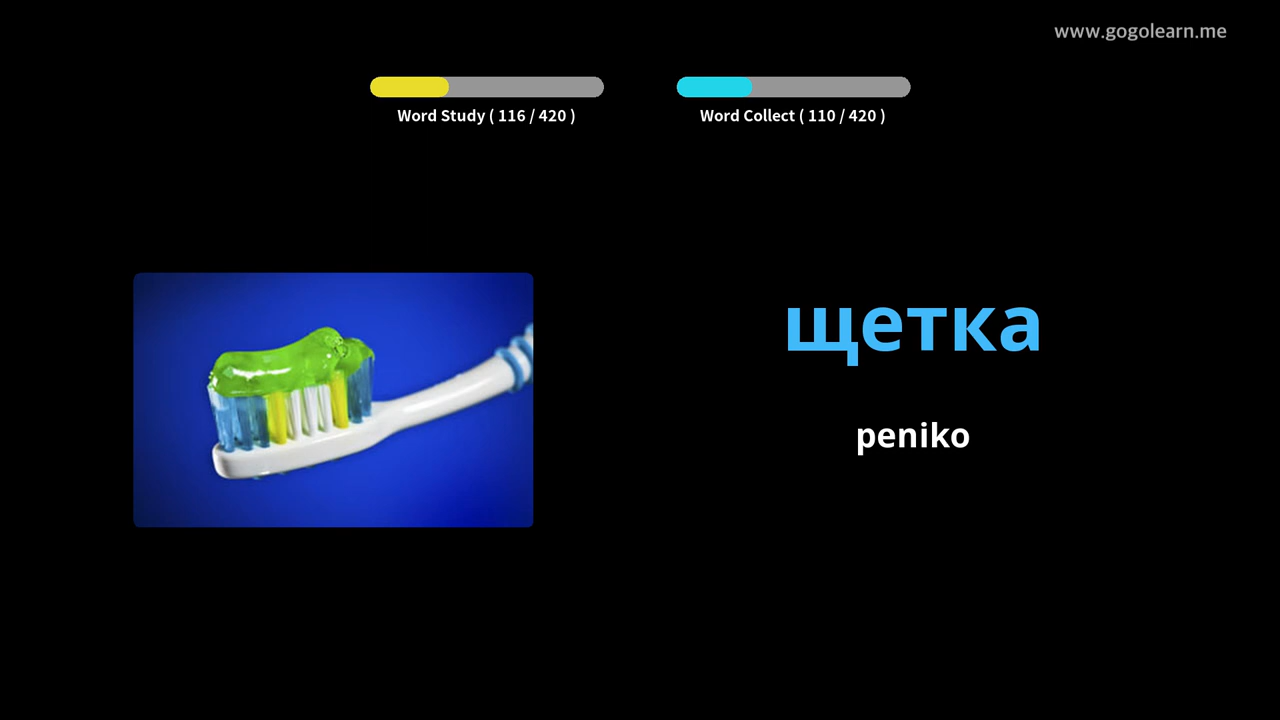 www.gogolearn.me
Word Study ( 116 / 420 )
Word Collect ( 110 / 420 )
щетка
peniko